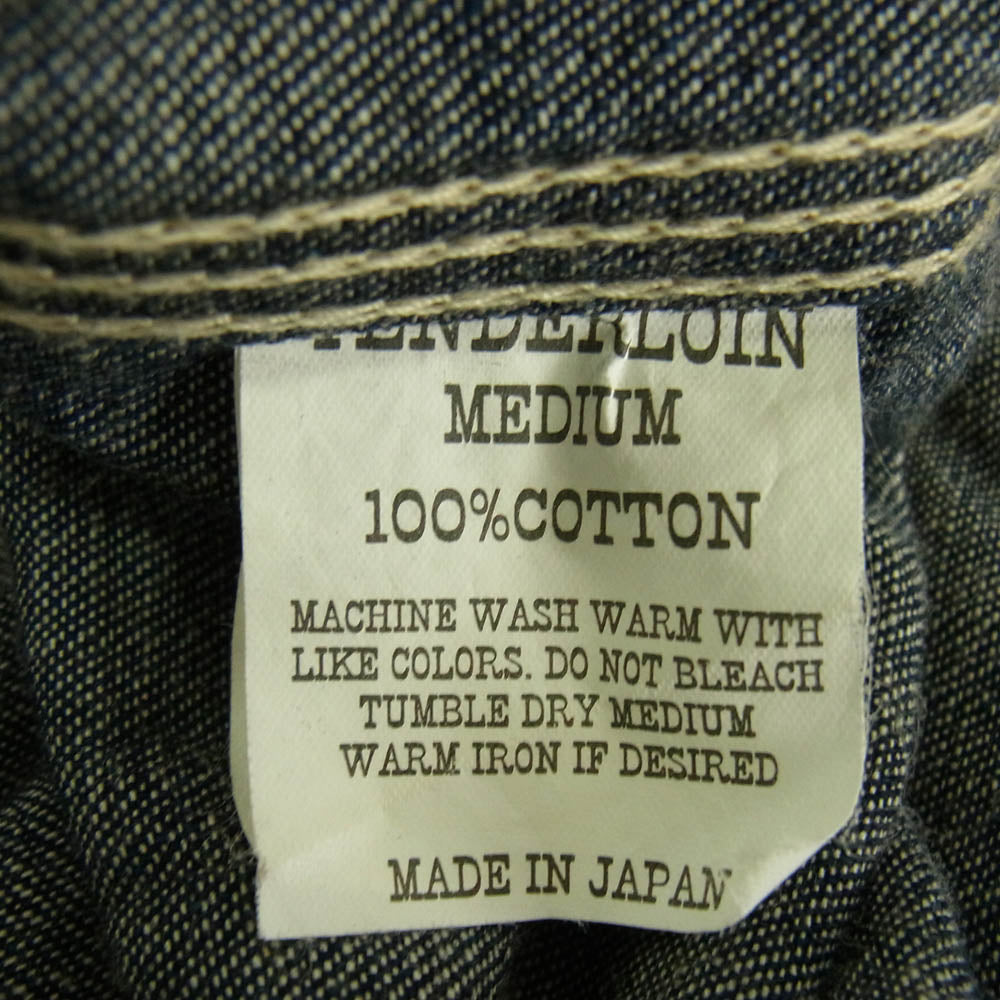 TENDERLOIN
MEDIUM
100%COTTON
MACHINE WASH WARM WITH
LIKE COLORS. DO NOT BLEACH
TUMBLE DRY MEDIUM
WARM IRON IF DESIRED
MADE IN JAPAN